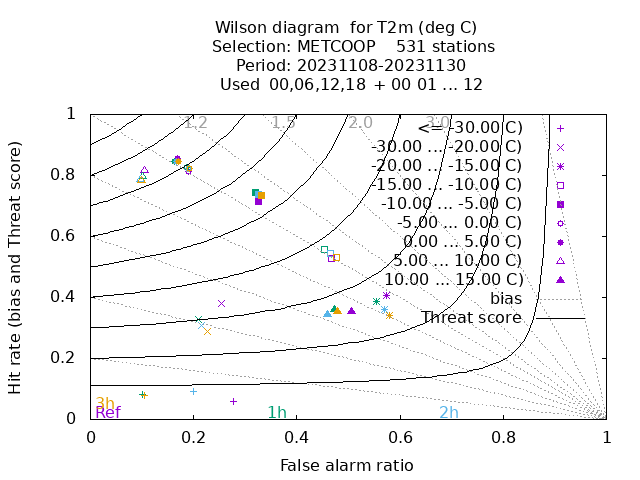 Wilson diagram for T2m (deg C)
Selection: METCOOP 531 stations
Period: 20231108-20231130
Used 00,06,12,18 + 00 01 ... 12
Hit rate (bias and Threat score)
1
0.8
0.6
0.4
0.2
0
1.2
1.5
2.0
3.0
<= -30.00 C)
-30.00 ... -20.00 C)
-20.00 ... -15.00 C)
-15.00 ... -10.00 C)
-10.00 ... -5.00 C)
-5.00 ... 0.00 C)
0.00 ... 5.00 C)
5.00 ... 10.00 C)
10.00 ... 15.00 C)
bias
Threat score
3h
Ref
1h
2h
0
0.2
0.4
0.6
0.8
1
False alarm ratio